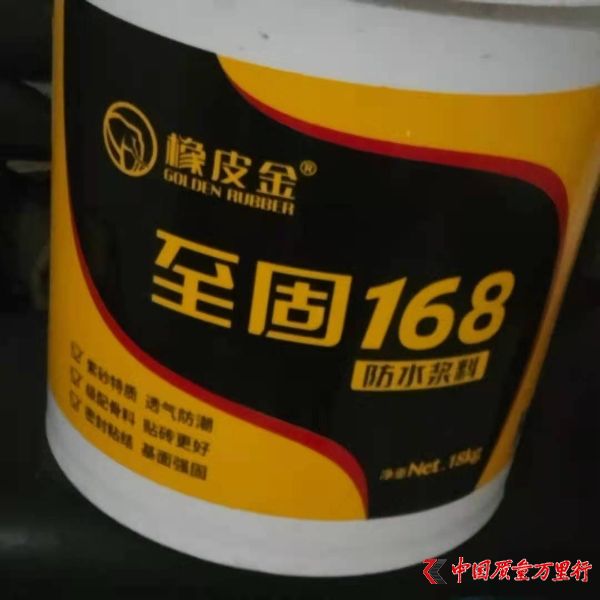 橡皮金®
GOLDEN RUBBER
至固168
防水浆料
紫砂特质 透气防潮
级配骨料 贴砖更好
密封粘结 基面强固
净重Net.18kg
中国质量万里行